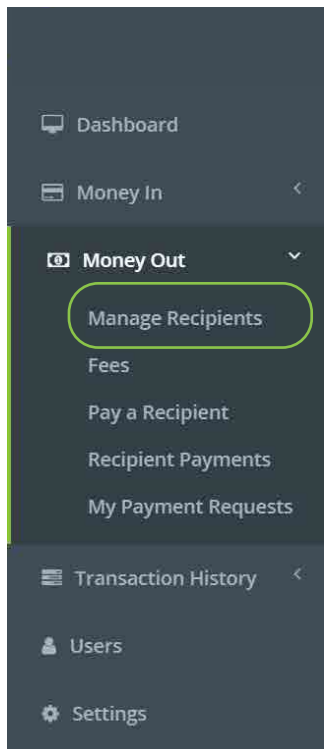 Dashboard
Money In
Money Out
Manage Recipients
Fees
Pay a Recipient
Recipient Payments
My Payment Requests
Transaction History
Users
Settings